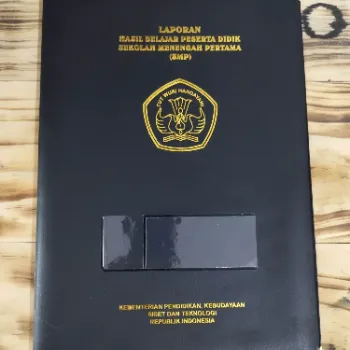 LAPORAN
HASIL BELAJAR PESERTA DIDIK
SEKOLAH MENENGAH PERTAMA
(SMP)
TUT WURI HANDAYANI
KEMENTERIAN PENDIDIKAN, KEBUDAYAAN
RISET DAN TEKNOLOGI
REPUBLIK INDONESIA